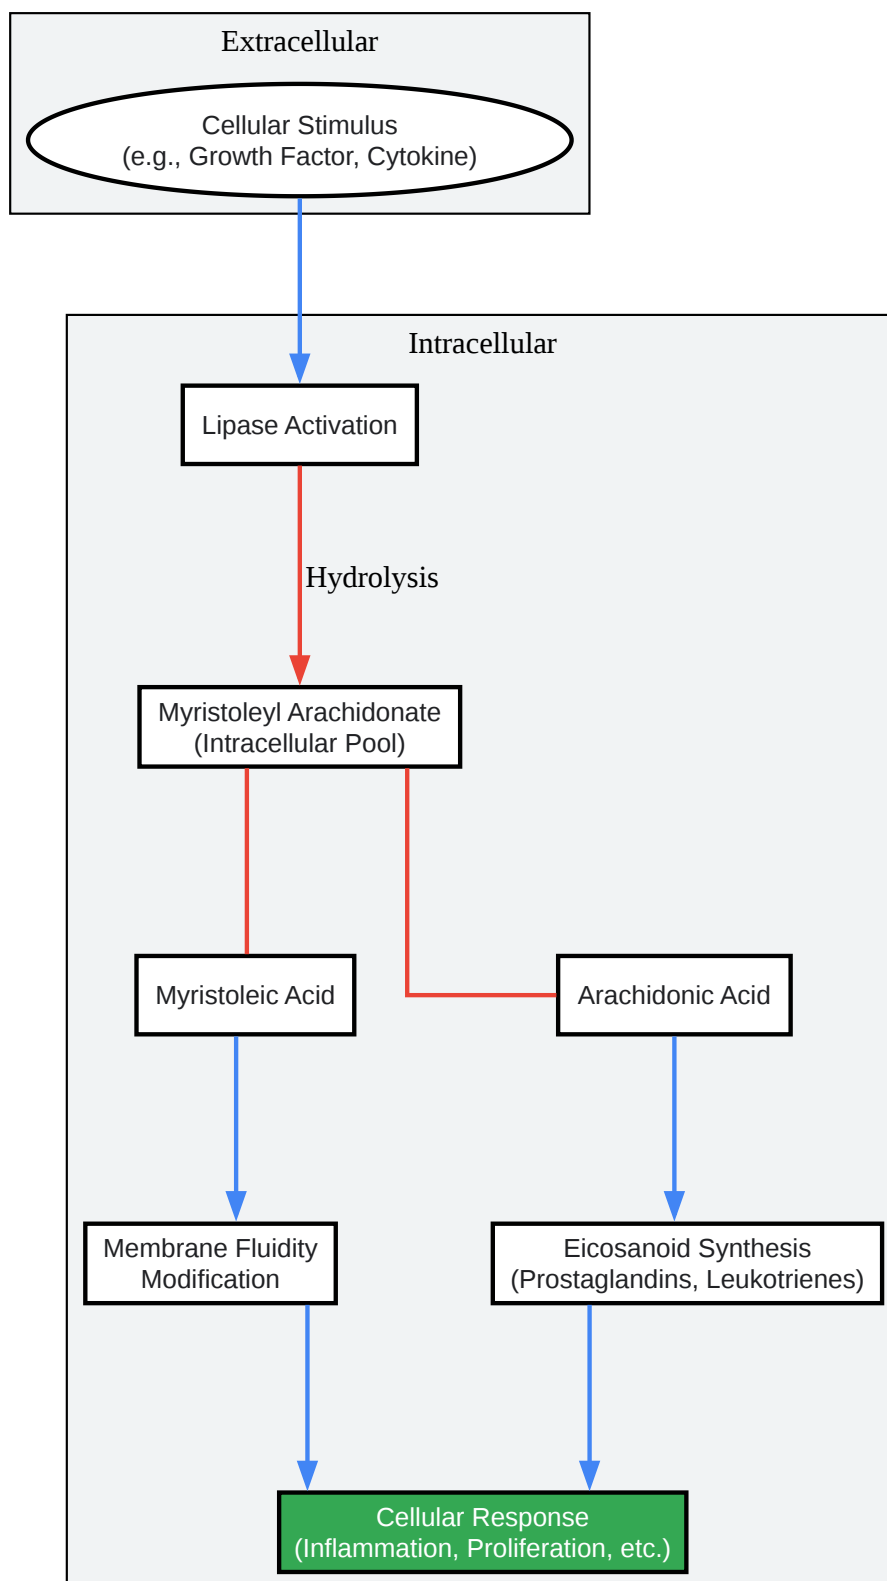 Extracellular
Cellular Stimulus
(e.g., Growth Factor, Cytokine)
Intracellular
Lipase Activation
Hydrolysis
Myristoleyl Arachidonate
(Intracellular Pool)
Myristoleic Acid
Arachidonic Acid
Membrane Fluidity
Modification
Eicosanoid Synthesis
(Prostaglandins, Leukotrienes)
Cellular Response
(Inflammation, Proliferation, etc.)